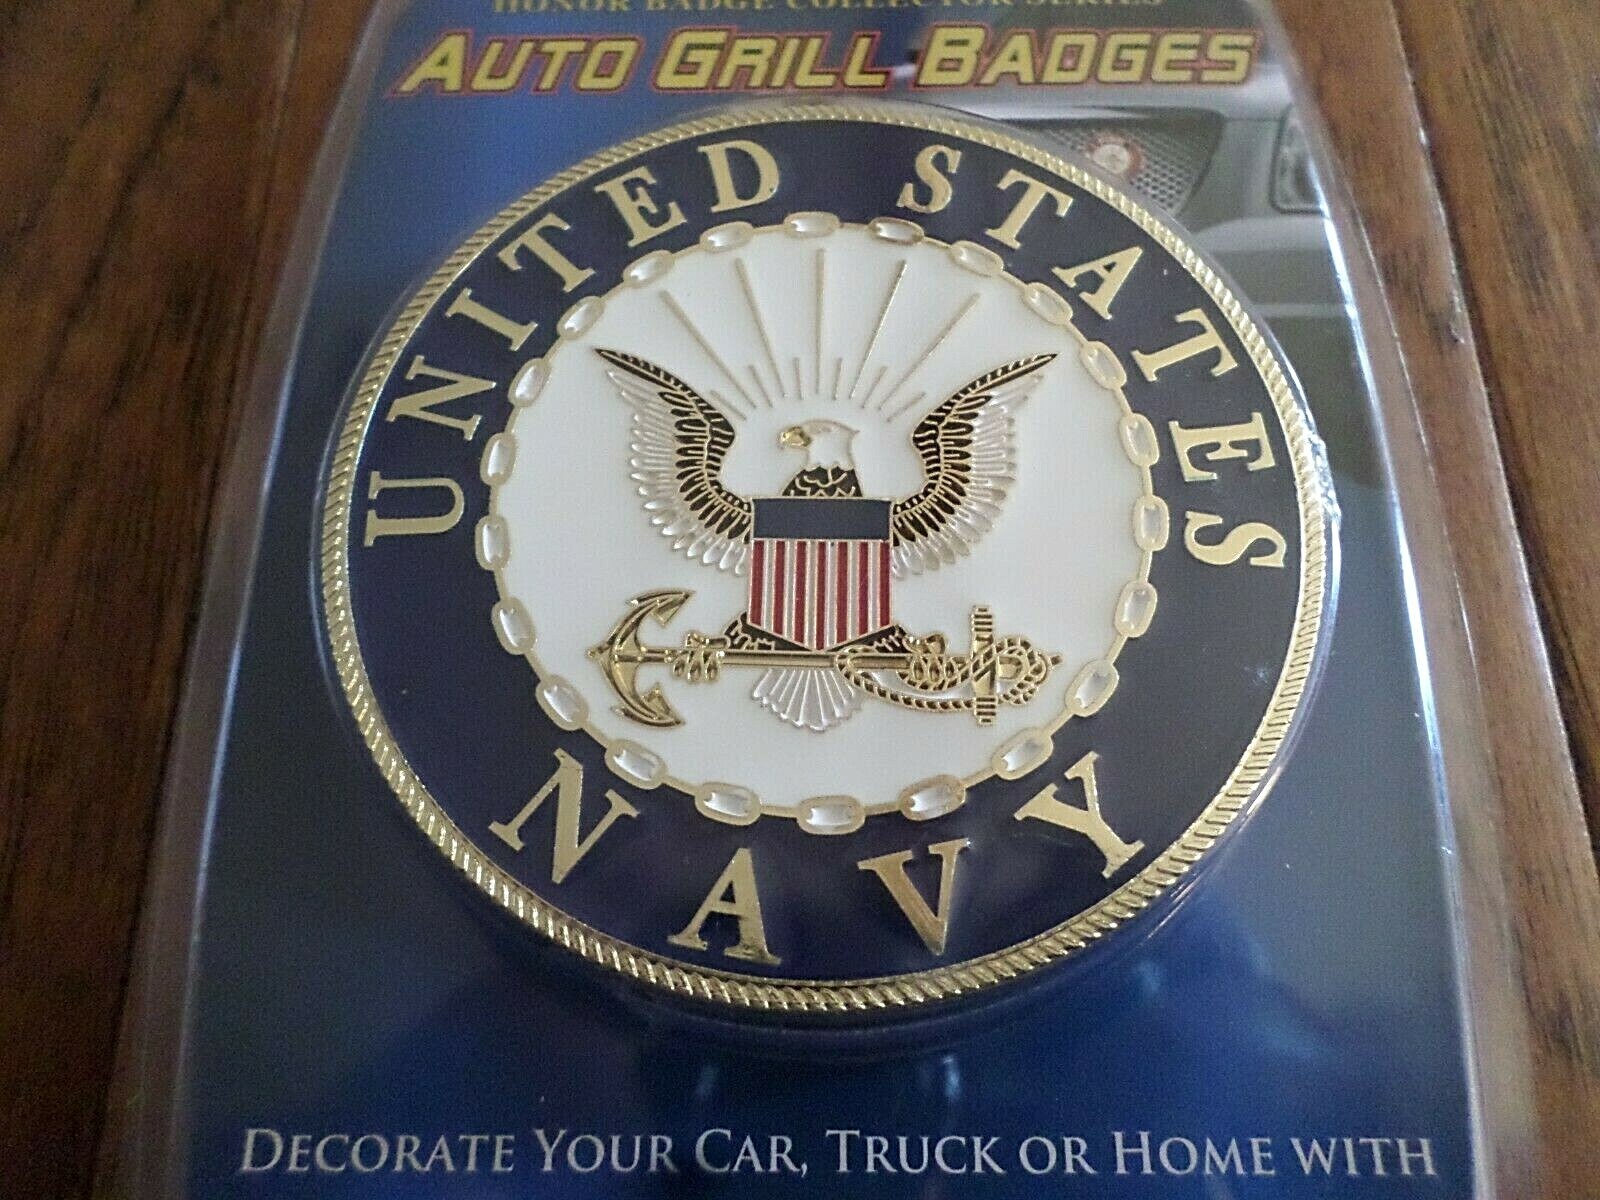 HONOR BADGE COLLECTOR SERIES
AUTO GRILL BADGES
UNITED STATES
NAVY
DECORATE YOUR CAR, TRUCK OR HOME WITH